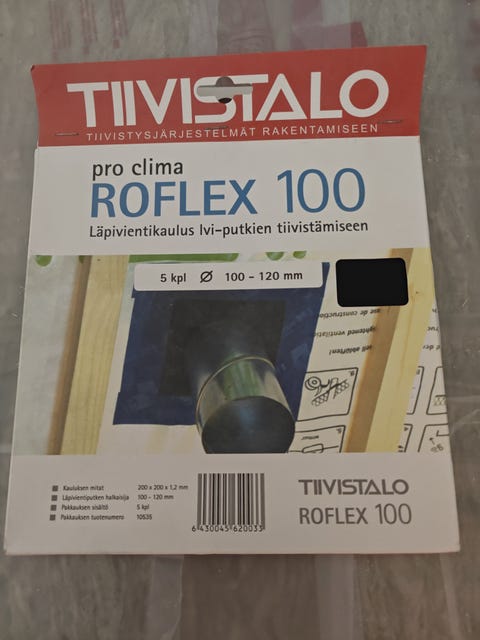 TIIVISTALO
TIIVISTYSJÄRJESTELMÄT RAKENTAMISEEN
pro clima
ROFLEX 100
Läpivientikaulus lvi-putkien tiivistämiseen
5 kpl Ø 100 - 120 mm
Kauluksen mitat 200 x 200 x 1,2 mm
Läpivientiputken halkaisija 100 - 120 mm
Pakkauksen sisältö 5 kpl
Pakkauksen tuotenumero 10535
6 430045 620033
TIIVISTALO
ROFLEX 100